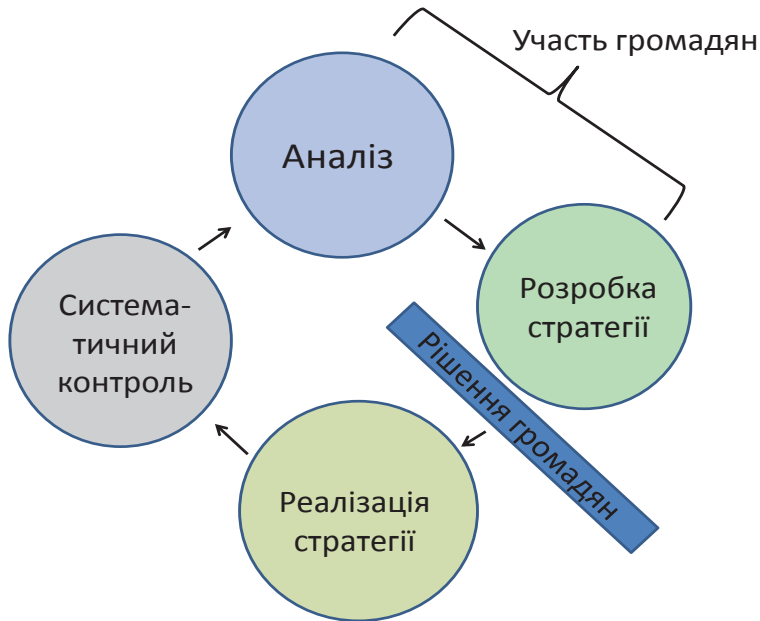 Участь громадян
Аналіз
Розробка
стратегії
Система-
тичний
контроль
Рішення громадян
Реалізація
стратегії